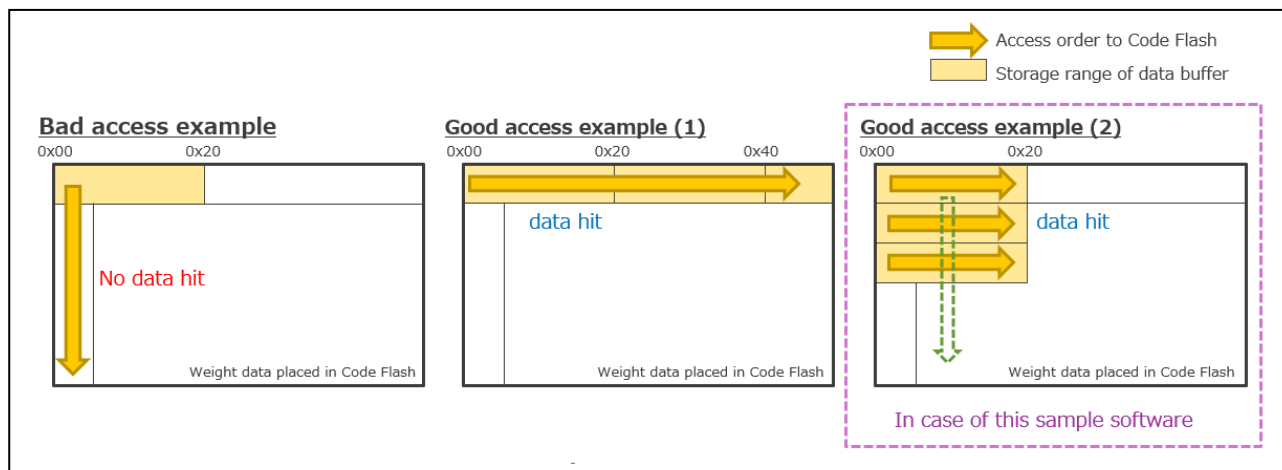 Access order to Code Flash
Storage range of data buffer
Bad access example
0x00 0x20
No data hit
Weight data placed in Code Flash
Good access example (1)
0x00 0x20 0x40
data hit
Weight data placed in Code Flash
Good access example (2)
0x00 0x20
data hit
Weight data placed in Code Flash
In case of this sample software